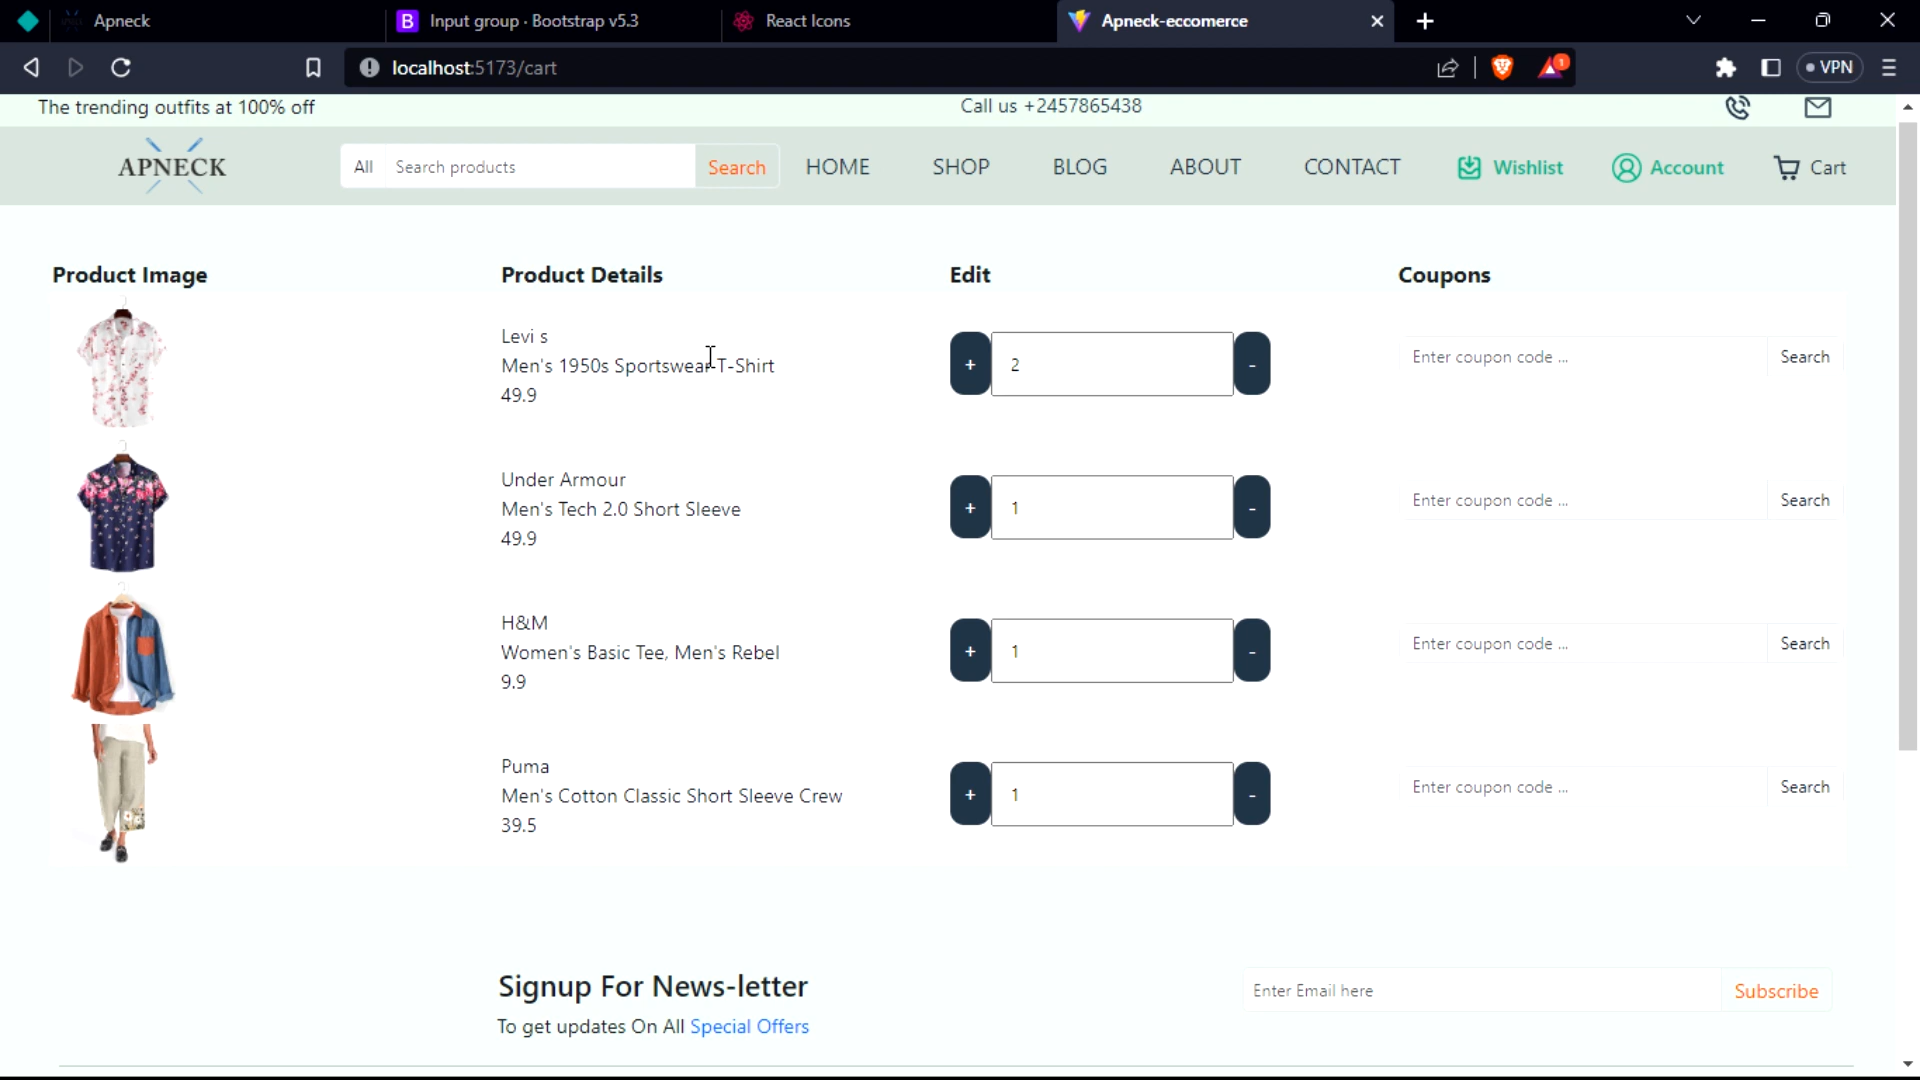 Apneck
B Input group · Bootstrap v5.3
React Icons
Apneck-eccomerce
localhost:5173/cart
1
VPN
The trending outfits at 100% off
Call us +2457865438
APNECK
All
Search products
Search
HOME
SHOP
BLOG
ABOUT
CONTACT
Wishlist
Account
Cart
Product Image
Product Details
Edit
Coupons
Levi s
Men's 1950s Sportswear T-Shirt
49.9
+
2
-
Enter coupon code ...
Search
Under Armour
Men's Tech 2.0 Short Sleeve
49.9
+
1
-
Enter coupon code ...
Search
H&M
Women's Basic Tee, Men's Rebel
9.9
+
1
-
Enter coupon code ...
Search
Puma
Men's Cotton Classic Short Sleeve Crew
39.5
+
1
-
Enter coupon code ...
Search
Signup For News-letter
To get updates On All Special Offers
Enter Email here
Subscribe